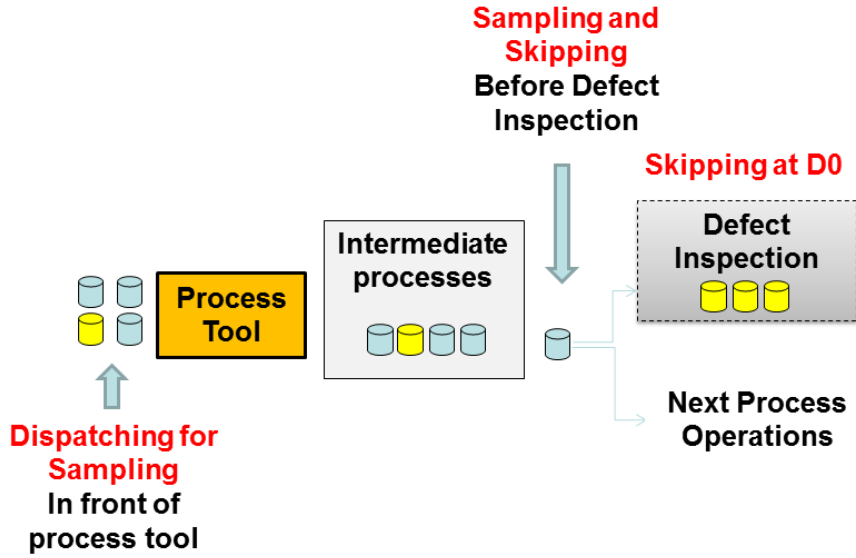 Sampling and
Skipping
Before Defect
Inspection
Skipping at D0
Defect
Inspection
Intermediate
processes
Process
Tool
Next Process
Operations
Dispatching for
Sampling
In front of
process tool